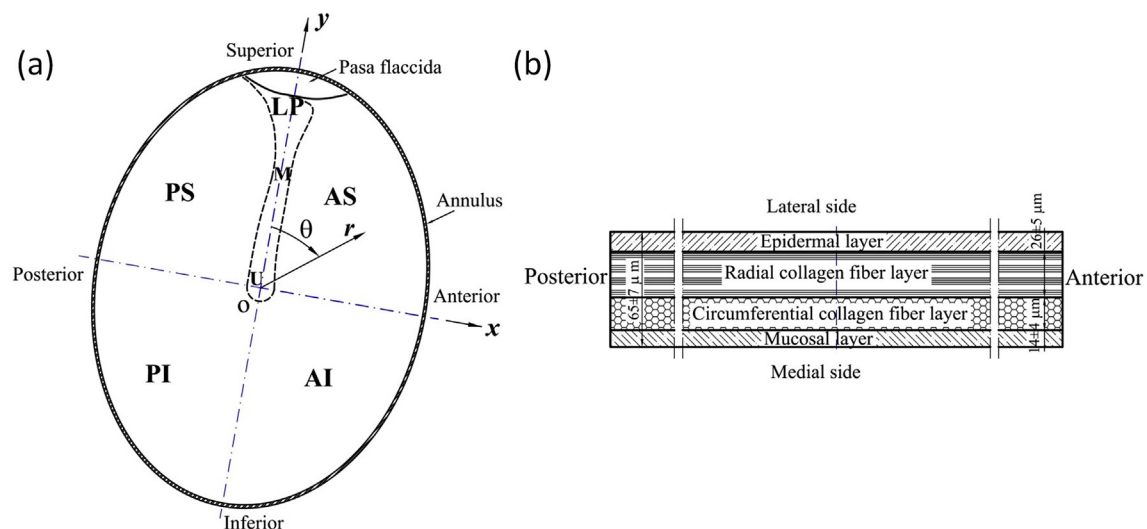 (a)
y
Superior
Pasa flaccida
LP
M
PS
AS
Annulus
θ
r
Posterior
U
O
Anterior
x
PI
AI
Inferior
(b)
Lateral side
26±5 μm
Epidermal layer
Posterior
Radial collagen fiber layer
Anterior
65±7 μm
Circumferential collagen fiber layer
Mucosal layer
14±4 μm
Medial side